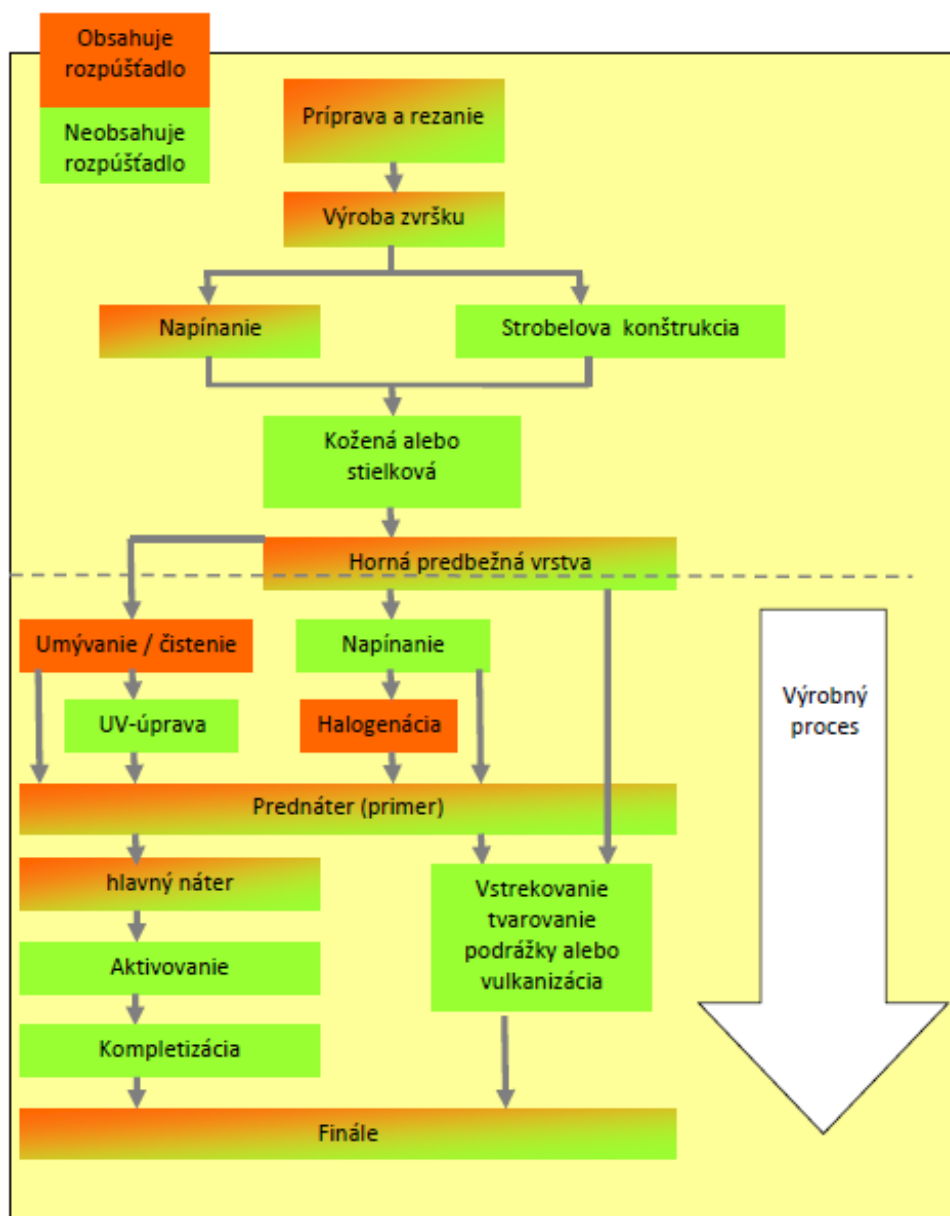 Obsahuje
rozpúšťadlo
Neobsahuje
rozpúšťadlo
Príprava a rezanie
Výroba zvršku
Napínanie
Strobelova konštrukcia
Kožená alebo
stielková
Horná predbežná vrstva
Umývanie / čistenie
Napínanie
Výrobný
proces
UV-úprava
Halogenácia
Prednáter (primer)
hlavný náter
Vstrekovanie
tvarovanie
podrážky alebo
vulkanizácia
Aktivovanie
Kompletizácia
Finále